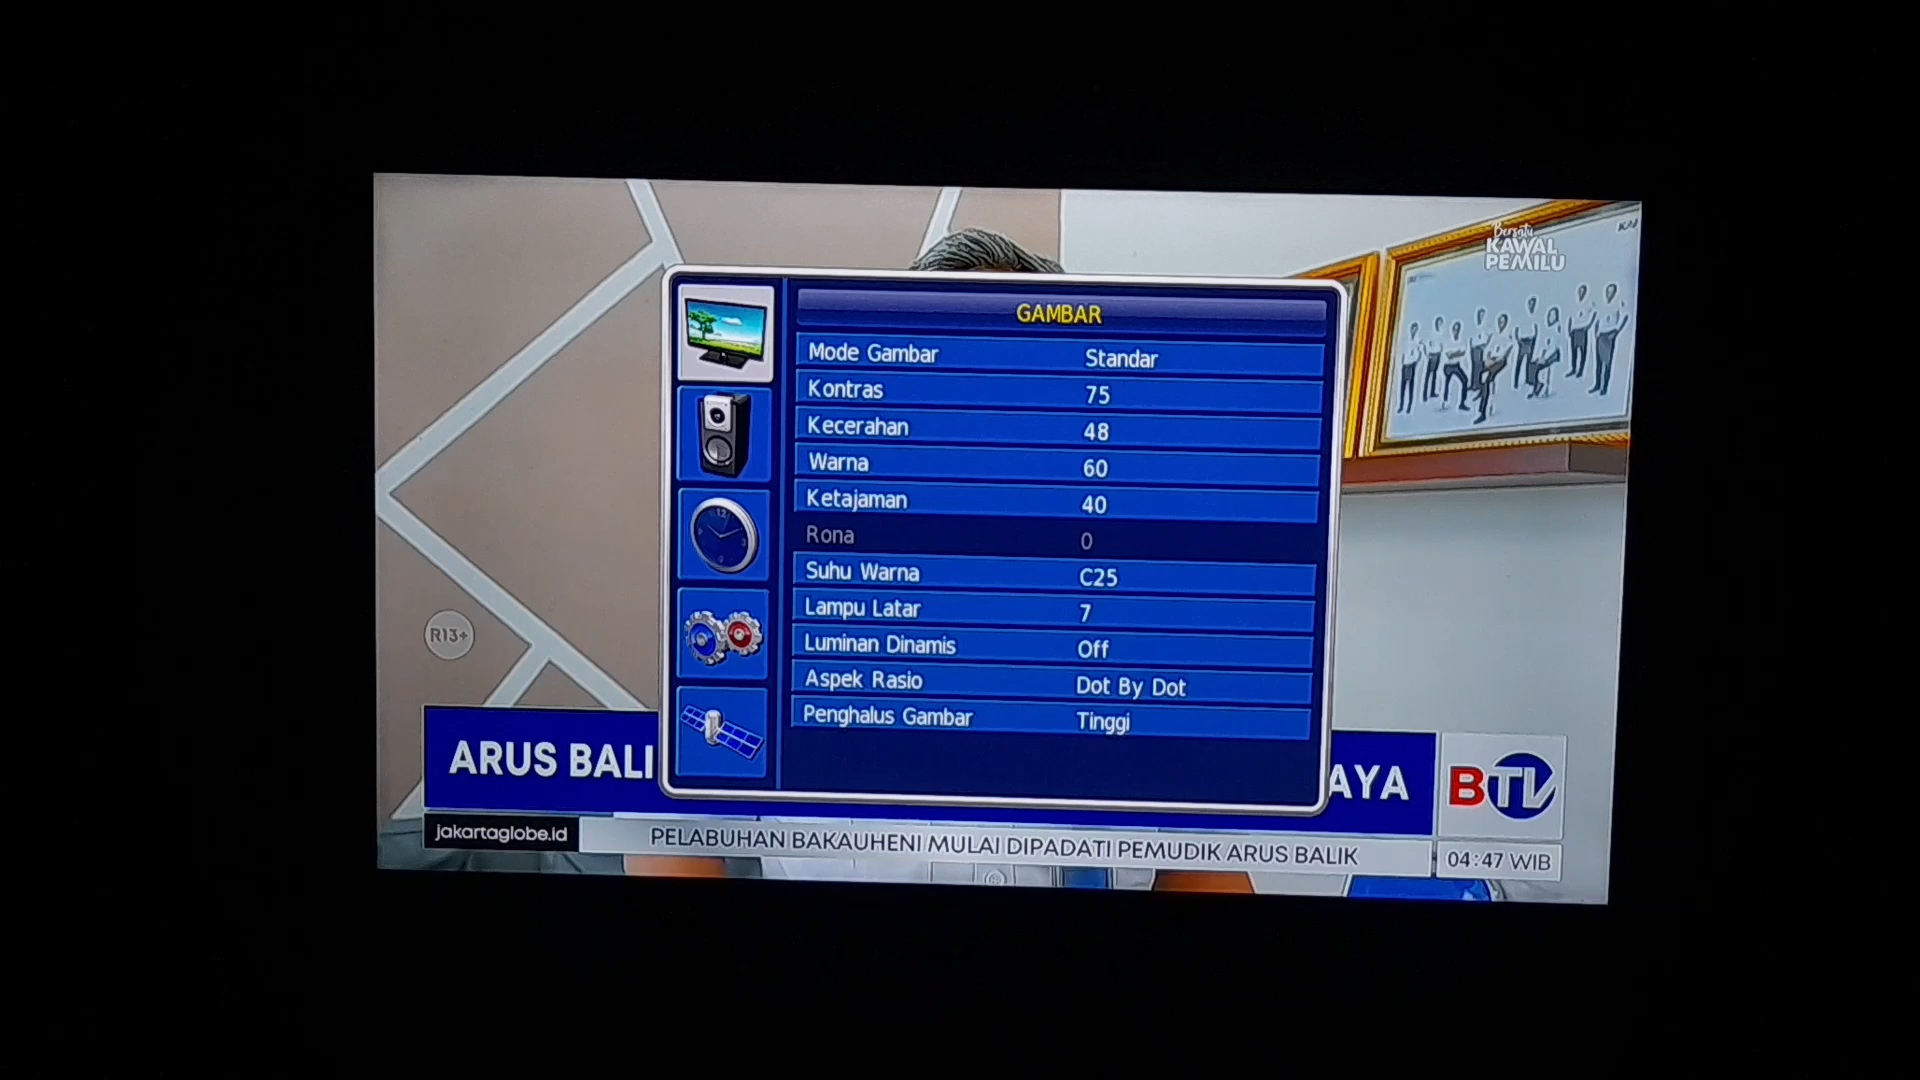 Bersatu
KAWAL
PEMILU
GAMBAR
Mode Gambar Standar
Kontras 75
Kecerahan 48
Warna 60
Ketajaman 40
Rona 0
Suhu Warna C25
Lampu Latar 7
Luminan Dinamis Off
Aspek Rasio Dot By Dot
Penghalus Gambar Tinggi
R13+
ARUS BALI
AYA
BTV
jakartaglobe.id
PELABUHAN BAKAUHENI MULAI DIPADATI PEMUDIK ARUS BALIK
04:47 WIB